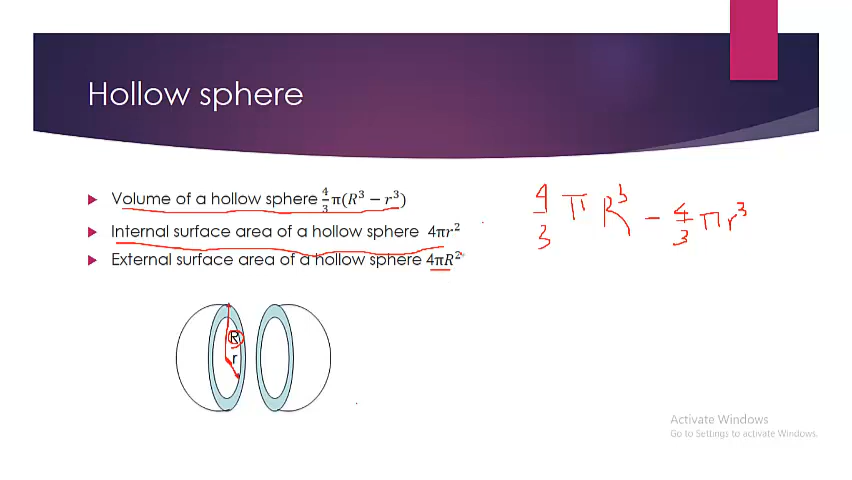 Hollow sphere
Volume of a hollow sphere 4/3 π(R³ − r³)
Internal surface area of a hollow sphere 4πr²
External surface area of a hollow sphere 4πR²
4/3 π R³ − 4/3 π r³
R
r
Activate Windows
Go to Settings to activate Windows.